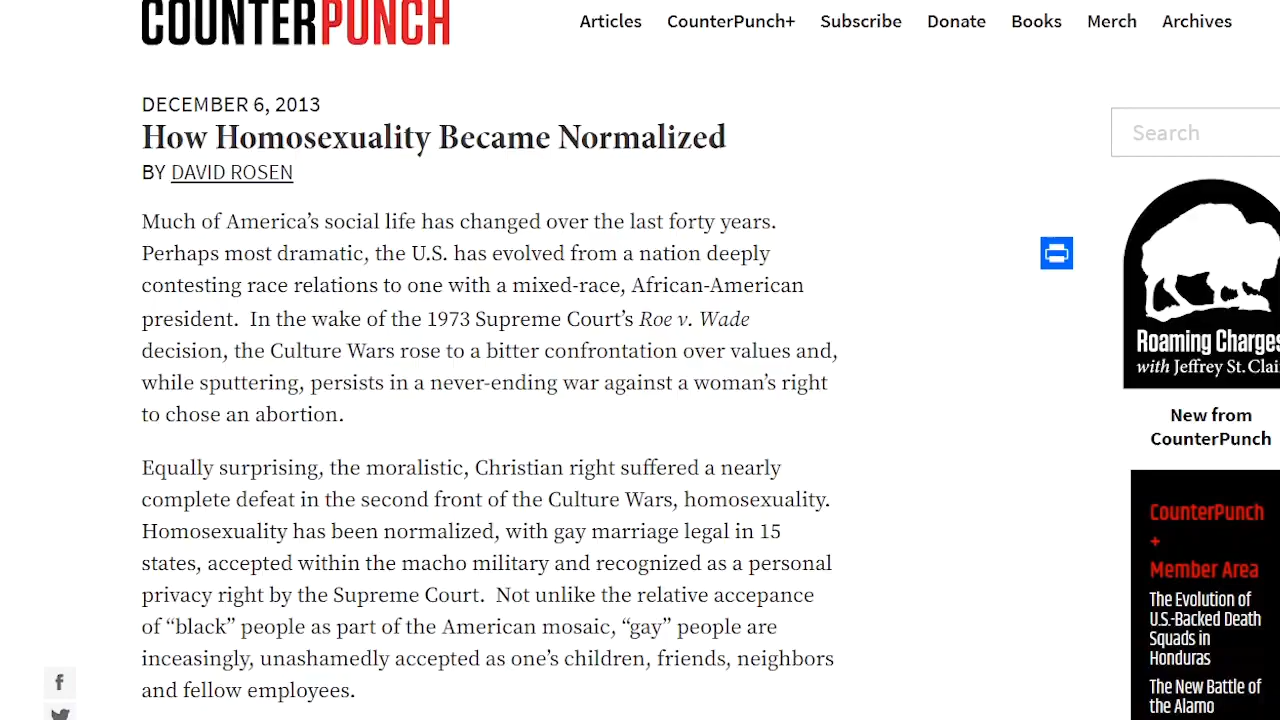 COUNTERPUNCH
Articles CounterPunch+ Subscribe Donate Books Merch Archives
DECEMBER 6, 2013
How Homosexuality Became Normalized
BY DAVID ROSEN
Much of America’s social life has changed over the last forty years.
Perhaps most dramatic, the U.S. has evolved from a nation deeply
contesting race relations to one with a mixed-race, African-American
president.  In the wake of the 1973 Supreme Court’s Roe v. Wade
decision, the Culture Wars rose to a bitter confrontation over values and,
while sputtering, persists in a never-ending war against a woman’s right
to chose an abortion.
Equally surprising, the moralistic, Christian right suffered a nearly
complete defeat in the second front of the Culture Wars, homosexuality.
Homosexuality has been normalized, with gay marriage legal in 15
states, accepted within the macho military and recognized as a personal
privacy right by the Supreme Court.  Not unlike the relative accepance
of “black” people as part of the American mosaic, “gay” people are
inceasingly, unashamedly accepted as one’s children, friends, neighbors
and fellow employees.
Search
Roaming Charges
with Jeffrey St. Clai
New from
CounterPunch
CounterPunch
+
Member Area
The Evolution of
U.S.-Backed Death
Squads in
Honduras
The New Battle of
the Alamo